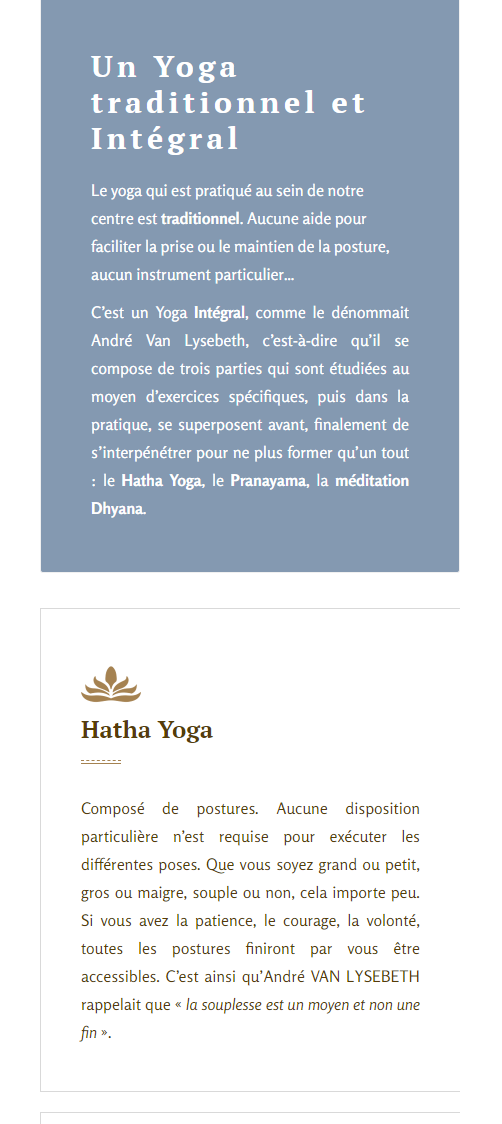 Un Yoga
traditionnel et
Intégral
Le yoga qui est pratiqué au sein de notre
centre est traditionnel. Aucune aide pour
faciliter la prise ou le maintien de la posture,
aucun instrument particulier…
C’est un Yoga Intégral, comme le dénommait
André Van Lysebeth, c’est-à-dire qu’il se
compose de trois parties qui sont étudiées au
moyen d’exercices spécifiques, puis dans la
pratique, se superposent avant, finalement de
s’interpénétrer pour ne plus former qu’un tout
: le Hatha Yoga, le Pranayama, la méditation
Dhyana.
Hatha Yoga
Composé de postures. Aucune disposition
particulière n’est requise pour exécuter les
différentes poses. Que vous soyez grand ou petit,
gros ou maigre, souple ou non, cela importe peu.
Si vous avez la patience, le courage, la volonté,
toutes les postures finiront par vous être
accessibles. C’est ainsi qu’André VAN LYSEBETH
rappelait que « la souplesse est un moyen et non une
fin ».